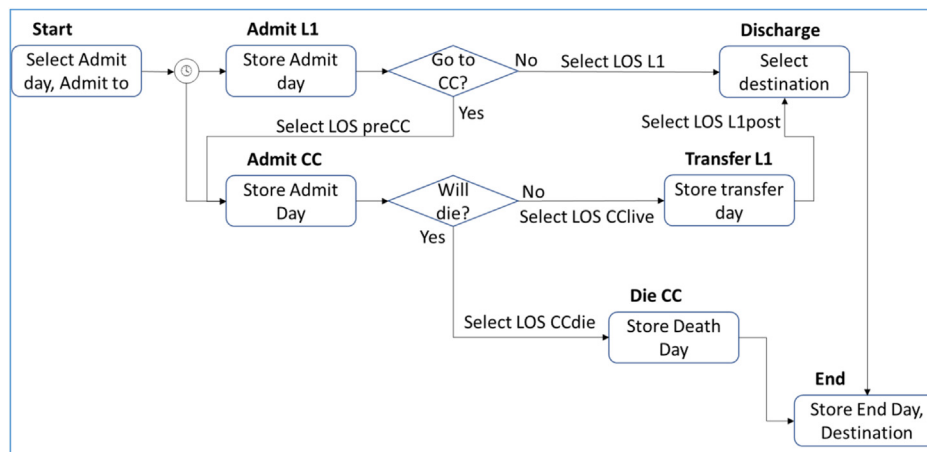 Start
Select Admit
day, Admit to
Admit L1
Store Admit
day
Go to
CC?
No
Select LOS L1
Discharge
Select
destination
Yes
Select LOS preCC
Select LOS L1post
Admit CC
Store Admit
Day
Will
die?
No
Select LOS CClive
Transfer L1
Store transfer
day
Yes
Select LOS CCdie
Die CC
Store Death
Day
End
Store End Day,
Destination